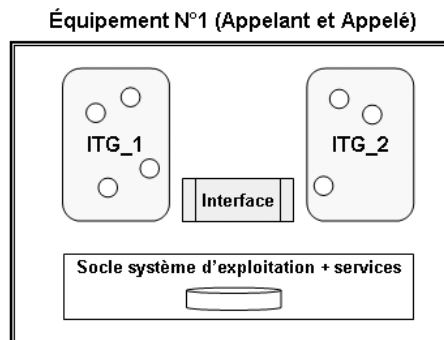 Équipement N°1 (Appelant et Appelé)
ITG_1
ITG_2
Interface
Socle système d'exploitation + services